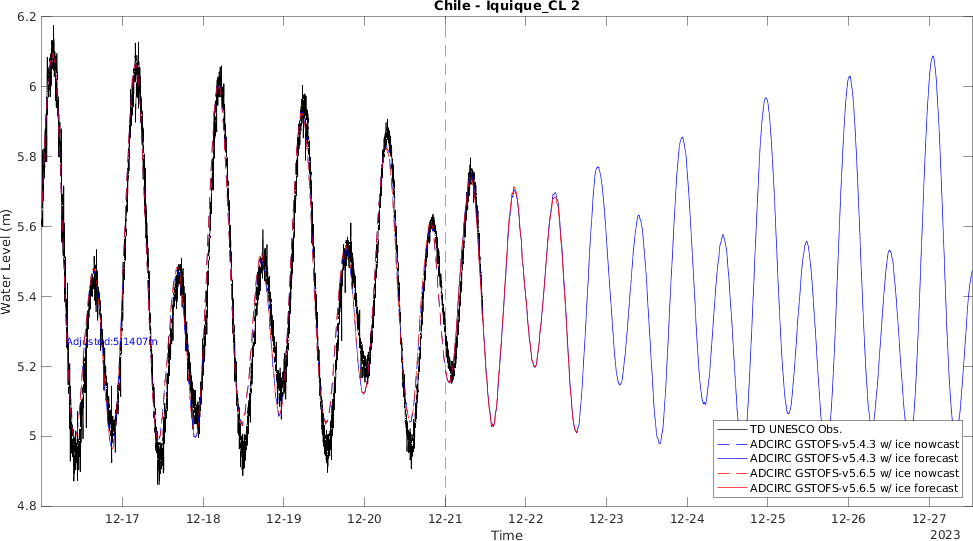 Chile - Iquique_CL 2
Water Level (m)
6.2
6
5.8
5.6
5.4
5.2
5
4.8
Adjusted:5.1407m
TD UNESCO Obs.
ADCIRC GSTOFS-v5.4.3 w/ ice nowcast
ADCIRC GSTOFS-v5.4.3 w/ ice forecast
ADCIRC GSTOFS-v5.6.5 w/ ice nowcast
ADCIRC GSTOFS-v5.6.5 w/ ice forecast
12-17 12-18 12-19 12-20 12-21 12-22 12-23 12-24 12-25 12-26 12-27
Time
2023